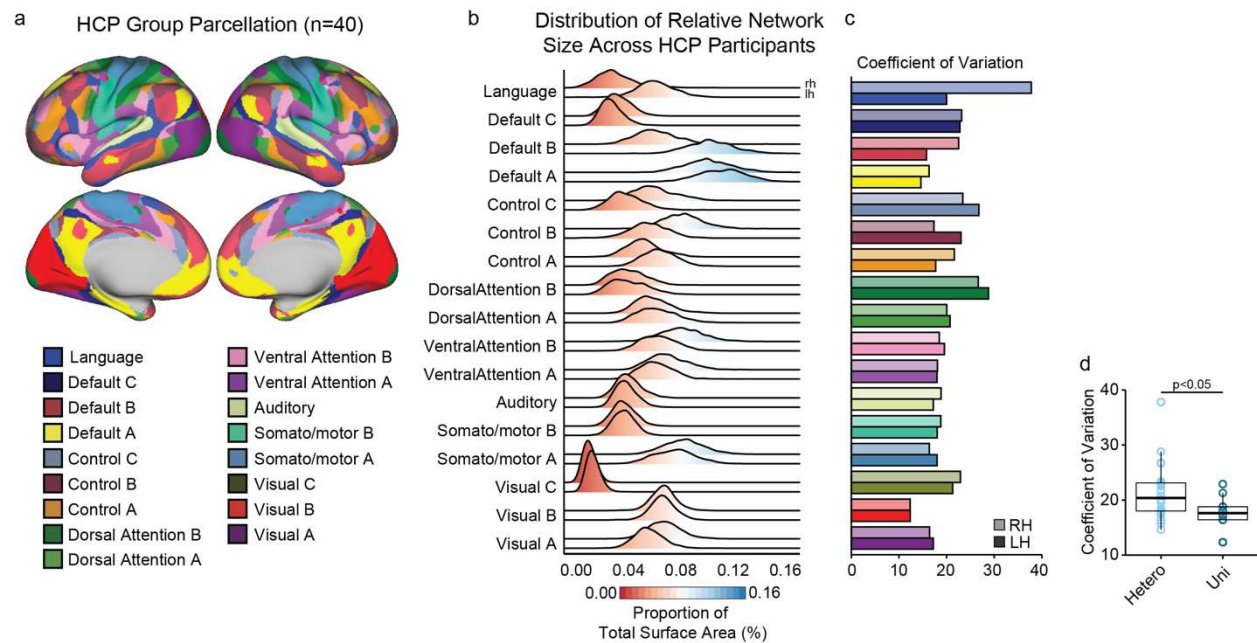 a
HCP Group Parcellation (n=40)
Language
Default C
Default B
Default A
Control C
Control B
Control A
Dorsal Attention B
Dorsal Attention A
Ventral Attention B
Ventral Attention A
Auditory
Somato/motor B
Somato/motor A
Visual C
Visual B
Visual A
b
Distribution of Relative Network
Size Across HCP Participants
rh
lh
Language
Default C
Default B
Default A
Control C
Control B
Control A
DorsalAttention B
DorsalAttention A
VentralAttention B
VentralAttention A
Auditory
Somato/motor B
Somato/motor A
Visual C
Visual B
Visual A
0.00 0.04 0.08 0.12 0.16
0.00 0.16
Proportion of
Total Surface Area (%)
c
Coefficient of Variation
RH
LH
0 10 20 30 40
d
p<0.05
Coefficient of Variation
40
30
20
10
Hetero
Uni